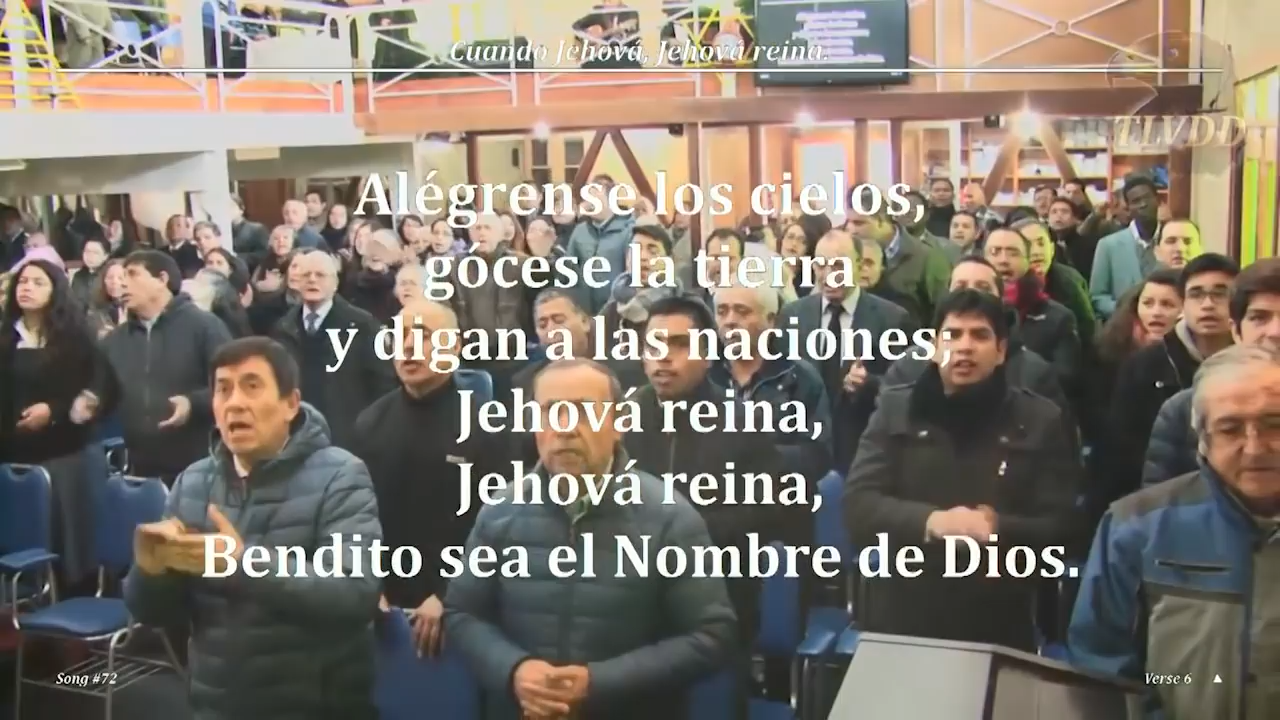 Cuando Jehová, Jehová reina.
TLVDD
Alégrense los cielos,
gócese la tierra
y digan a las naciones;
Jehová reina,
Jehová reina,
Bendito sea el Nombre de Dios.
Song #72
Verse 6 ▲